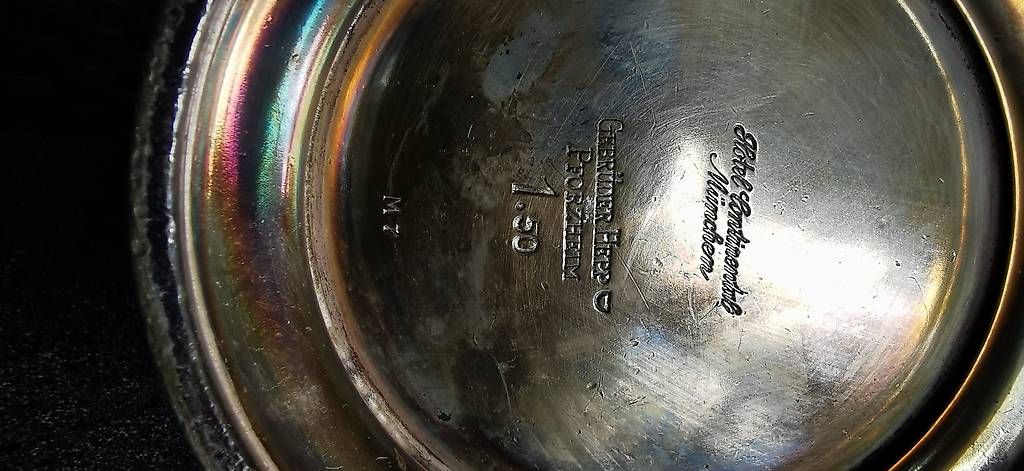 Hotel Continental
München
GEBRÜDER HEPP
PFORZHEIM
1.50
M 7